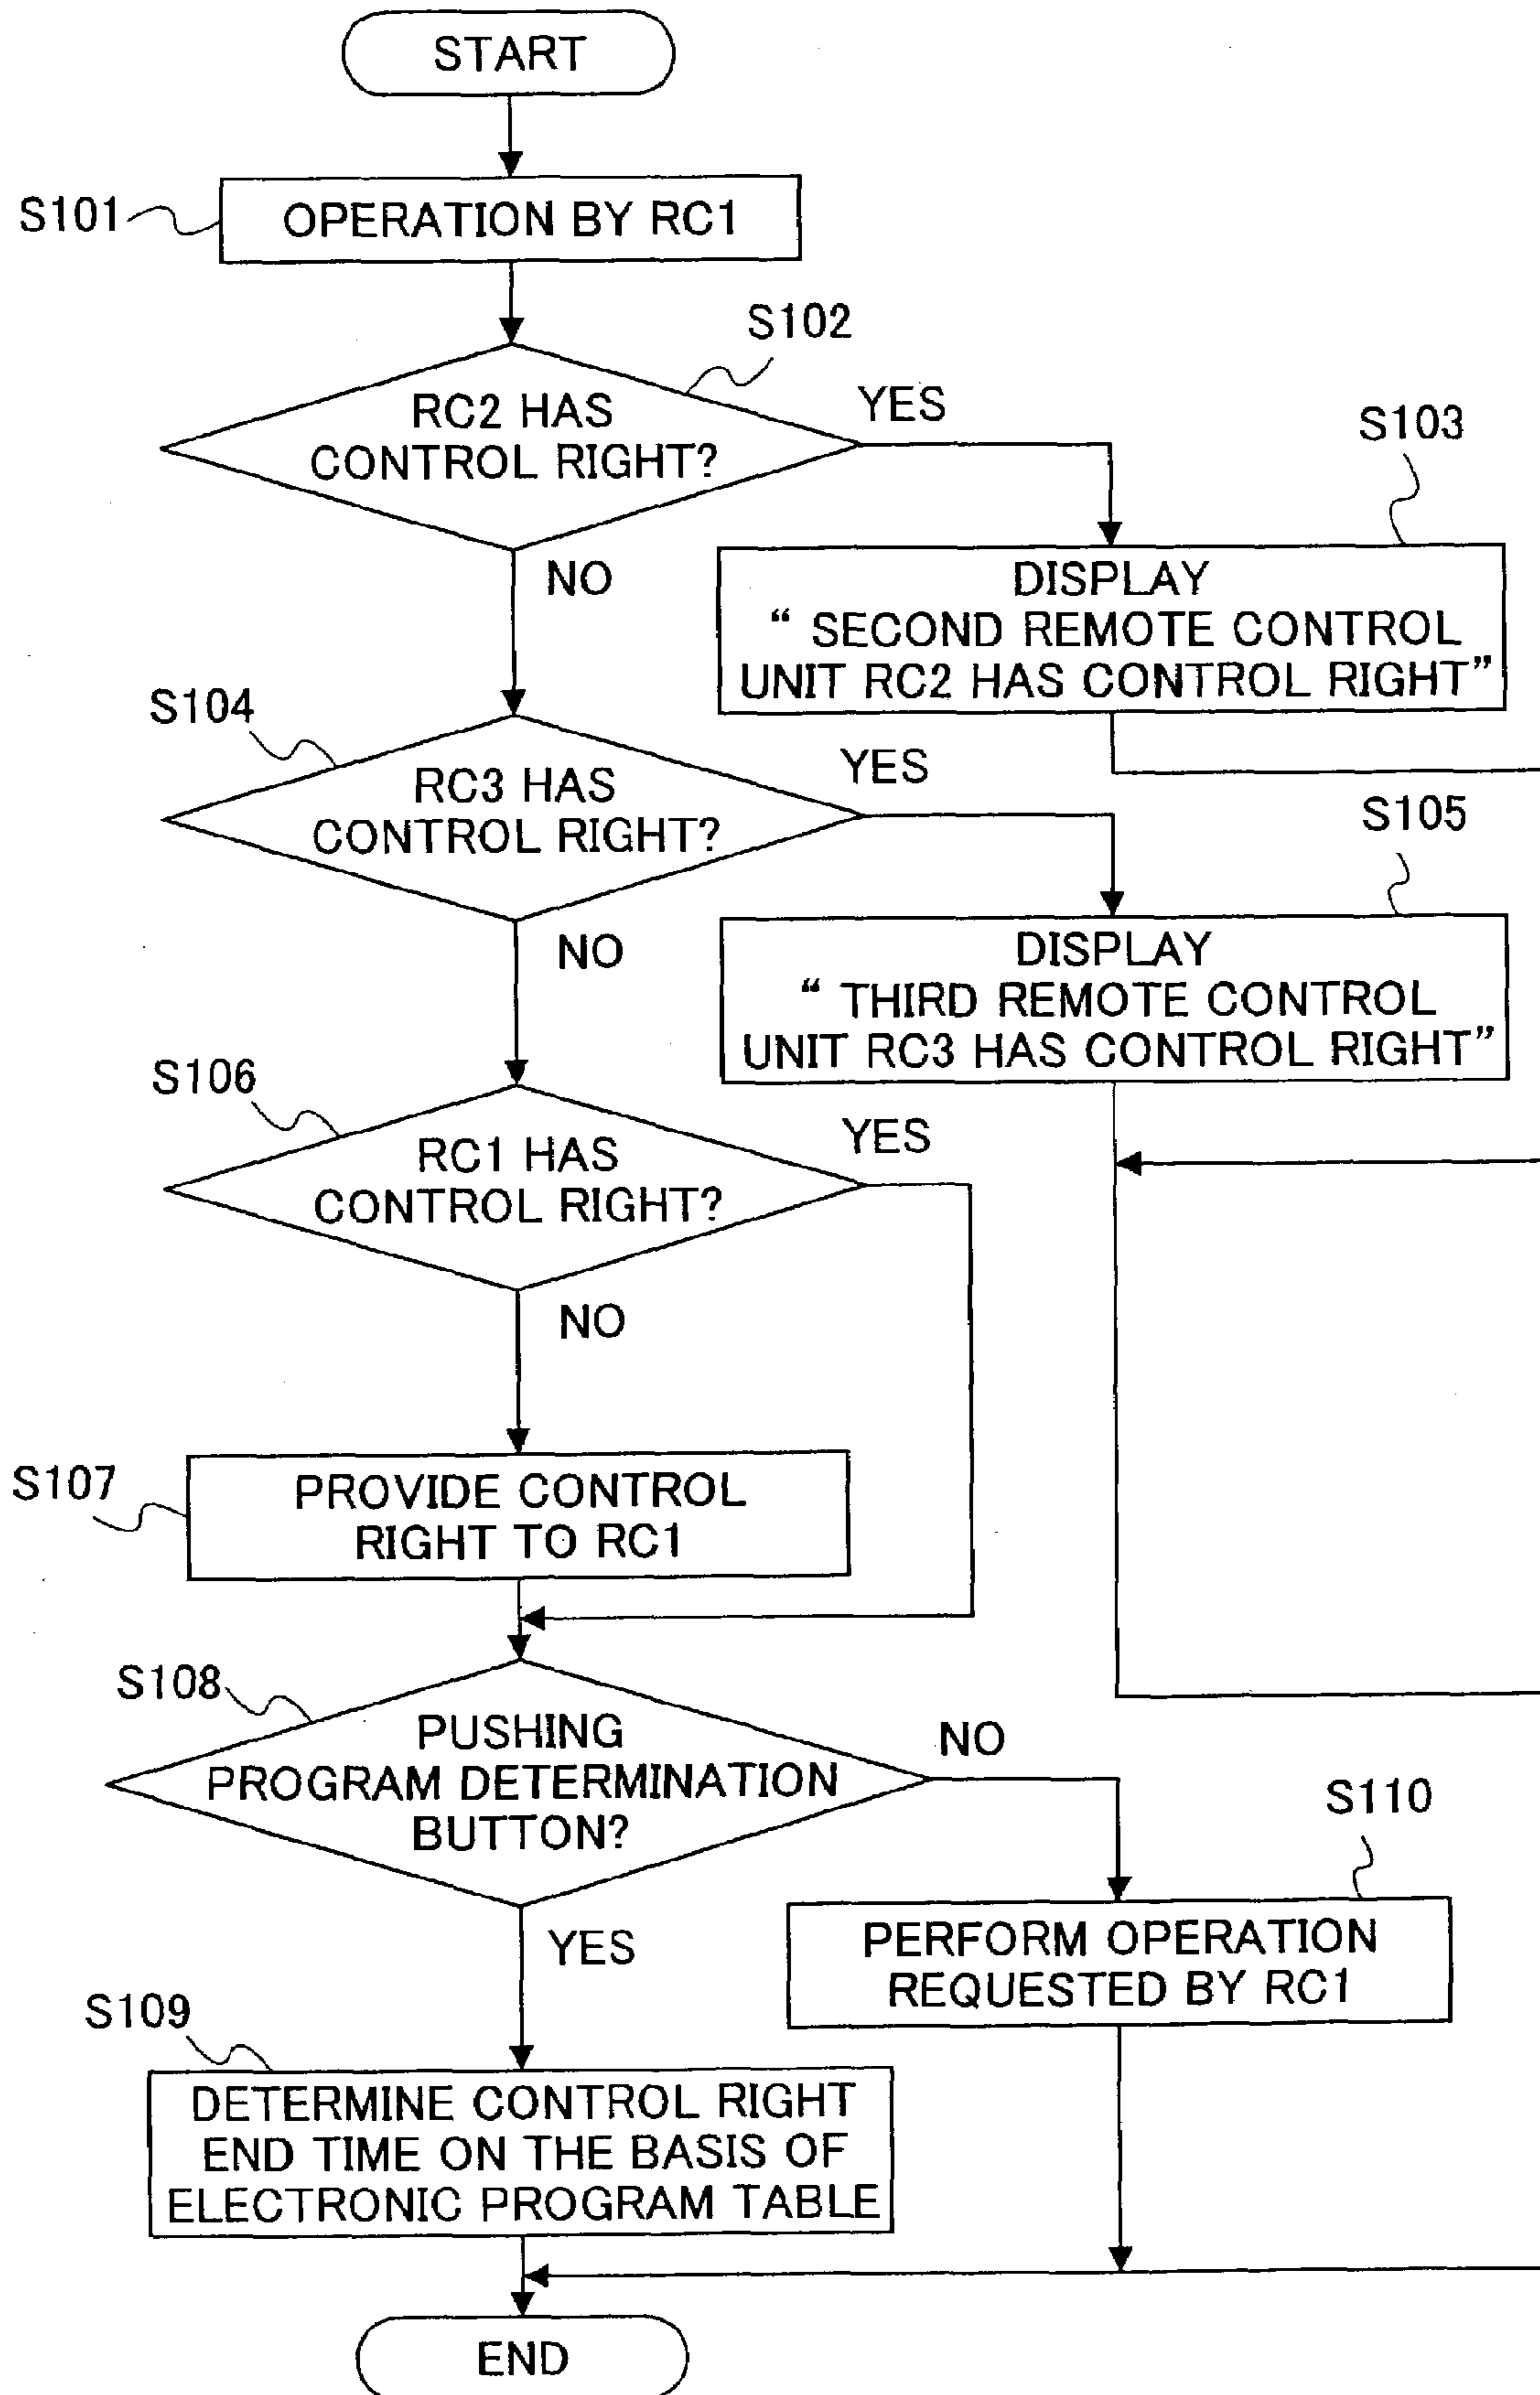 START
S101
OPERATION BY RC1
S102
RC2 HAS
CONTROL RIGHT?
YES
NO
S103
DISPLAY
“ SECOND REMOTE CONTROL
UNIT RC2 HAS CONTROL RIGHT”
S104
RC3 HAS
CONTROL RIGHT?
YES
NO
S105
DISPLAY
“ THIRD REMOTE CONTROL
UNIT RC3 HAS CONTROL RIGHT”
S106
RC1 HAS
CONTROL RIGHT?
YES
NO
S107
PROVIDE CONTROL
RIGHT TO RC1
S108
PUSHING
PROGRAM DETERMINATION
BUTTON?
NO
YES
S110
PERFORM OPERATION
REQUESTED BY RC1
S109
DETERMINE CONTROL RIGHT
END TIME ON THE BASIS OF
ELECTRONIC PROGRAM TABLE
END